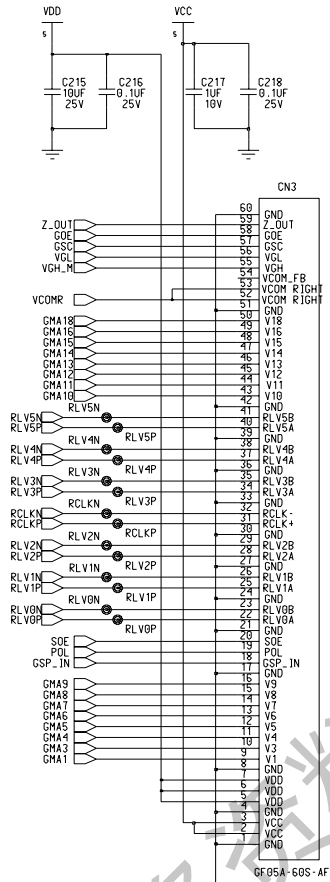 VDD VCC
5 5
C215 C216 C217 C218
10UF 0.1UF 1UF 0.1UF
25V 25V 10V 25V
CN3
60 GND
Z_OUT 59 Z_OUT
GOE 58 GOE
GSC 57 GSC
VGL 56 VGL
VGH_M 55 VGH
54 VCOM_FB
53 VCOM RIGHT
VCOMR 52 VCOM RIGHT
51 GND
GMA18 50 V18
GMA16 49 V16
GMA15 48 V15
GMA14 47 V14
GMA13 46 V13
GMA12 45 V12
GMA11 44 V11
GMA10 43 V10
RLV5N 42 GND
RLV5N 41 RLV5B
RLV5P 40 RLV5A
RLV4N RLV5P 39 GND
RLV4N 38 RLV4B
RLV4P 37 RLV4A
RLV3N RLV4P 36 GND
RLV3N 35 RLV3B
RLV3P 34 RLV3A
RCLKN RLV3P 33 GND
RCLKN 32 RCLK-
RCLKP 31 RCLK+
RLV2N RCLKP 30 GND
RLV2N 29 RLV2B
RLV2P 28 RLV2A
RLV1N RLV2P 27 GND
RLV1N 26 RLV1B
RLV1P 25 RLV1A
RLV0N RLV1P 24 GND
RLV0N 23 RLV0B
RLV0P 22 RLV0A
RLV0P 21 GND
SOE 20 SOE
POL 19 POL
GSP_IN 18 GSP_IN
17 GND
GMA9 16 V9
GMA8 15 V8
GMA7 14 V7
GMA6 13 V6
GMA5 12 V5
GMA4 11 V4
GMA3 10 V3
GMA1 9 V1
8 GND
7 VDD
6 VDD
5 VDD
4 GND
3 VCC
2 VCC
1 GND
GF05A-60S-AF